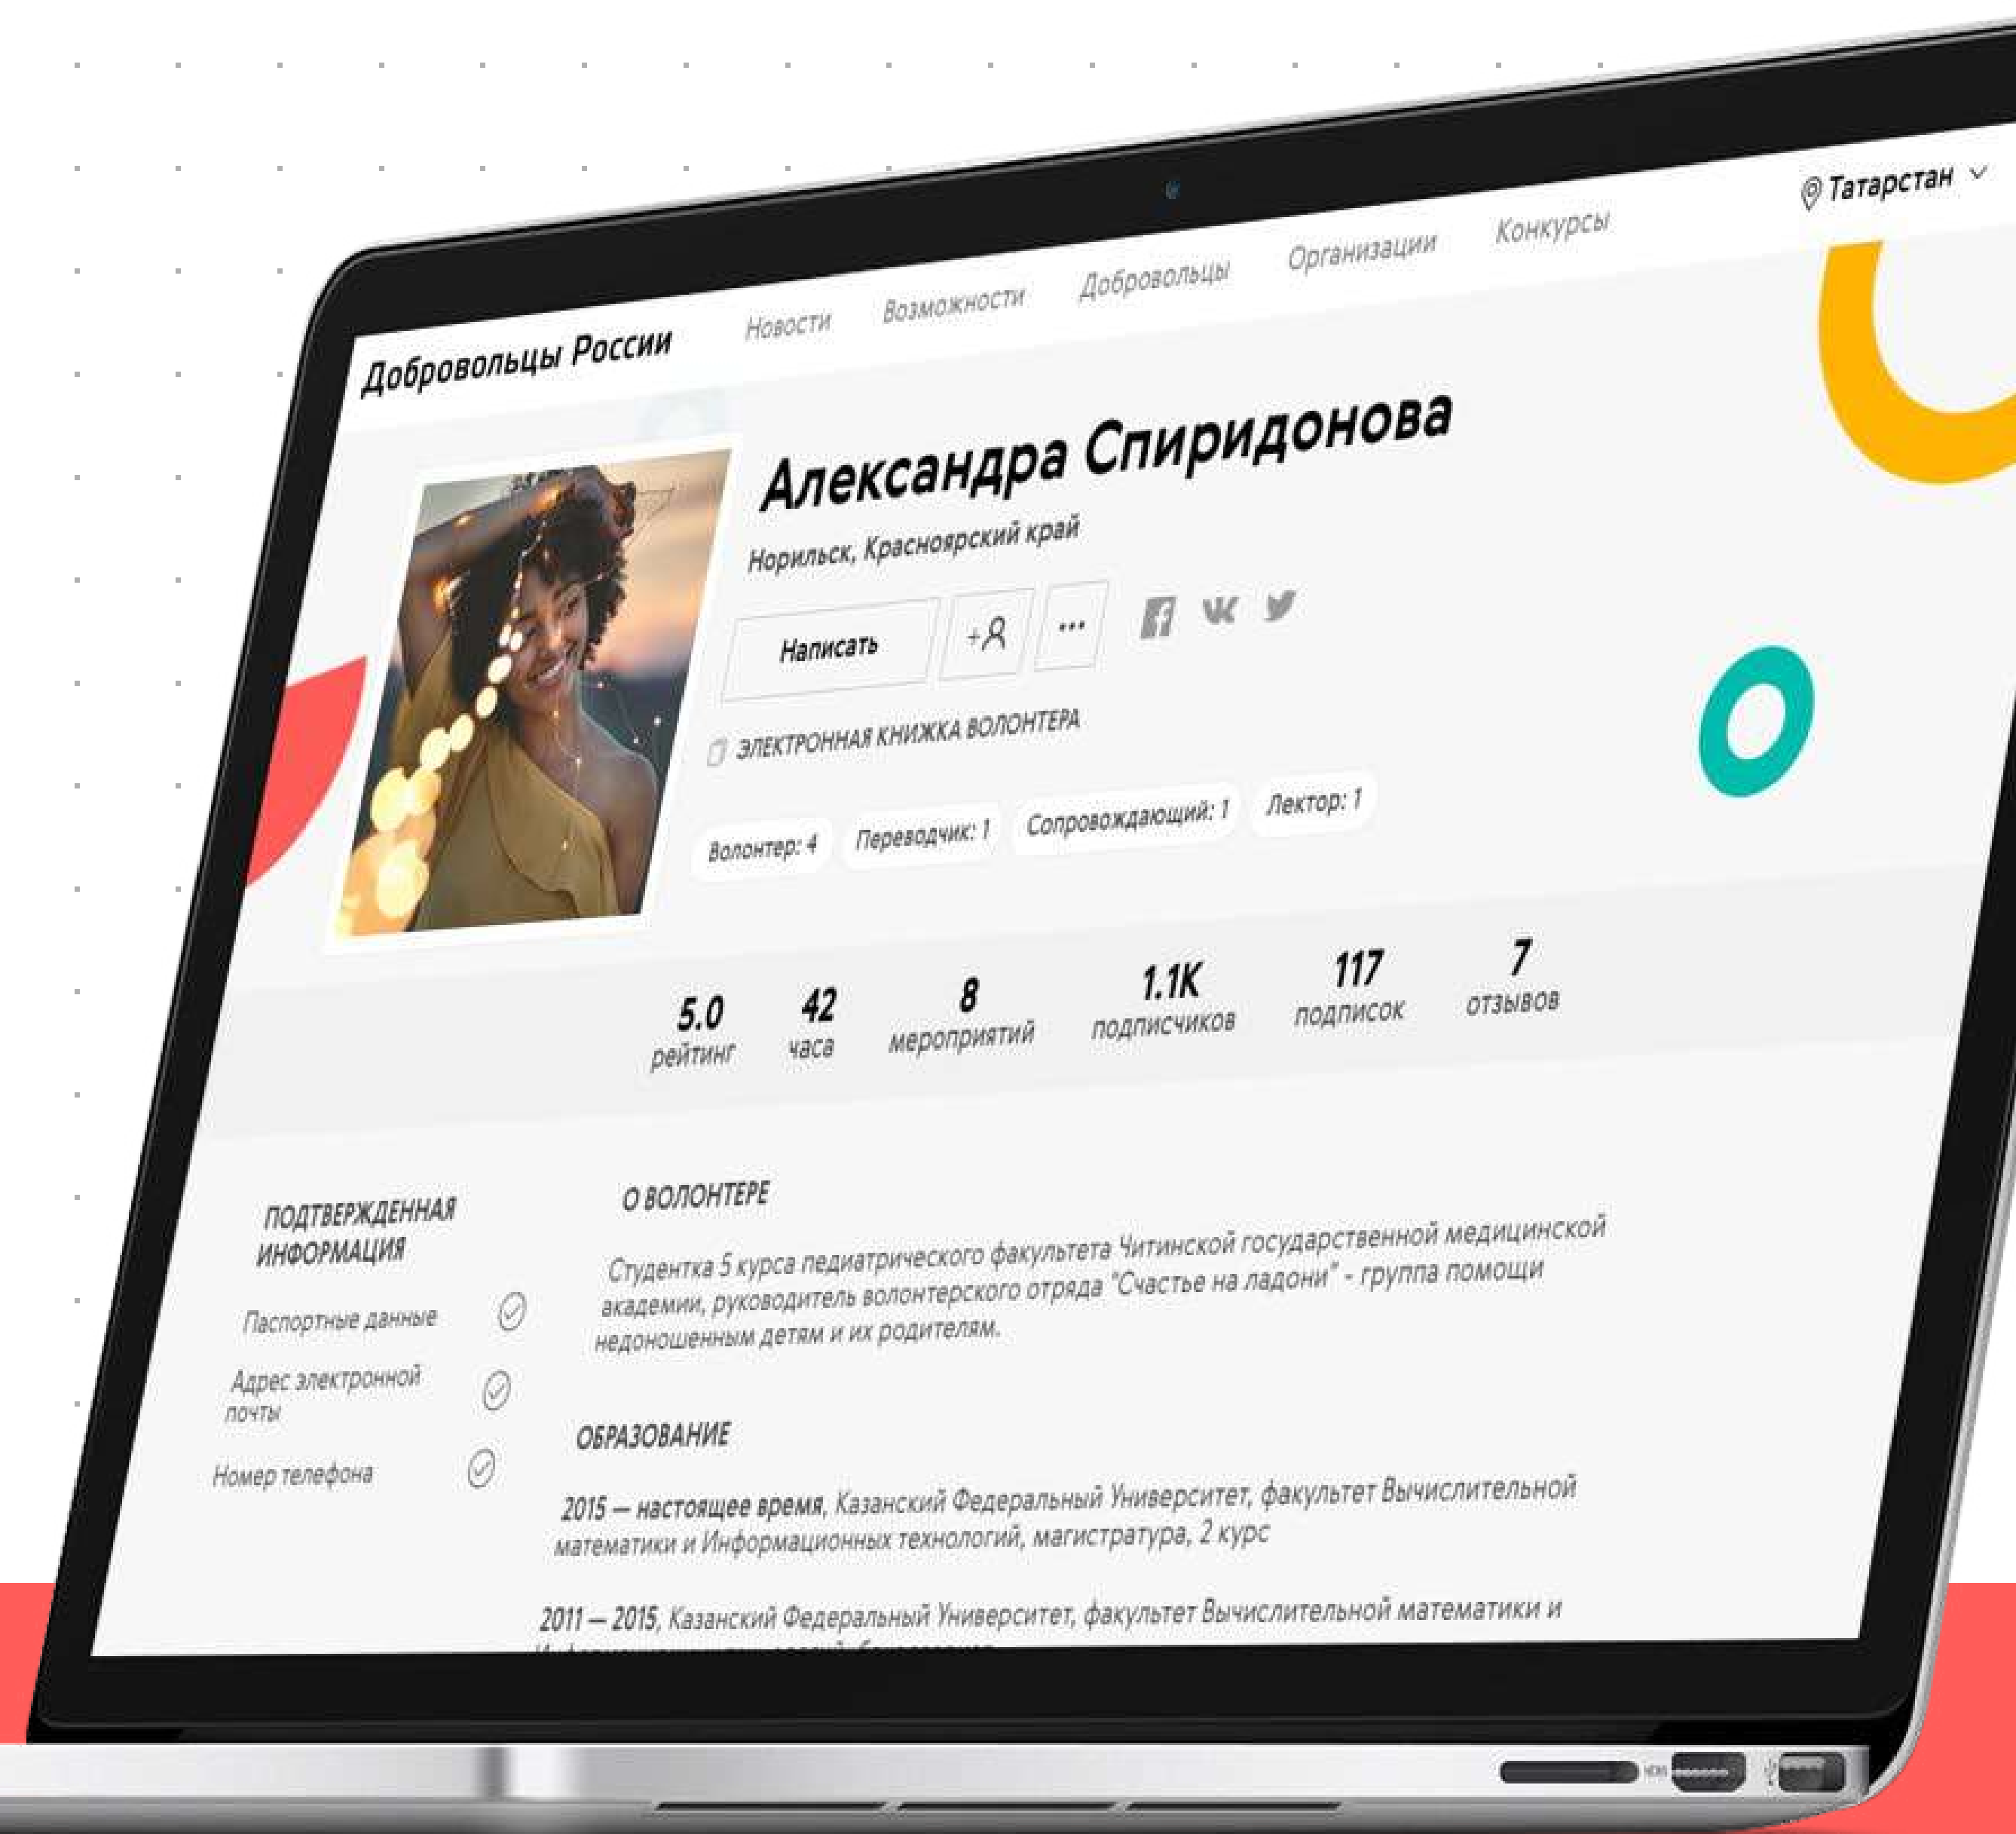 Татарстан
Добровольцы России
Новости
Возможности
Добровольцы
Организации
Конкурсы
Александра Спиридонова
Норильск, Красноярский край
Написать
ЭЛЕКТРОННАЯ КНИЖКА ВОЛОНТЕРА
Волонтер: 4
Переводчик: 1
Сопровождающий: 1
Лектор: 1
5.0
рейтинг
42
часа
8
мероприятий
1.1K
подписчиков
117
подписок
7
отзывов
ПОДТВЕРЖДЕННАЯ
ИНФОРМАЦИЯ
Паспортные данные
Адрес электронной
почты
Номер телефона
О ВОЛОНТЕРЕ
Студентка 5 курса педиатрического факультета Читинской государственной медицинской
академии, руководитель волонтерского отряда "Счастье на ладони" - группа помощи
недоношенным детям и их родителям.
ОБРАЗОВАНИЕ
2015 — настоящее время, Казанский Федеральный Университет, факультет Вычислительной
математики и Информационных технологий, магистратура, 2 курс
2011 — 2015, Казанский Федеральный Университет, факультет Вычислительной математики и